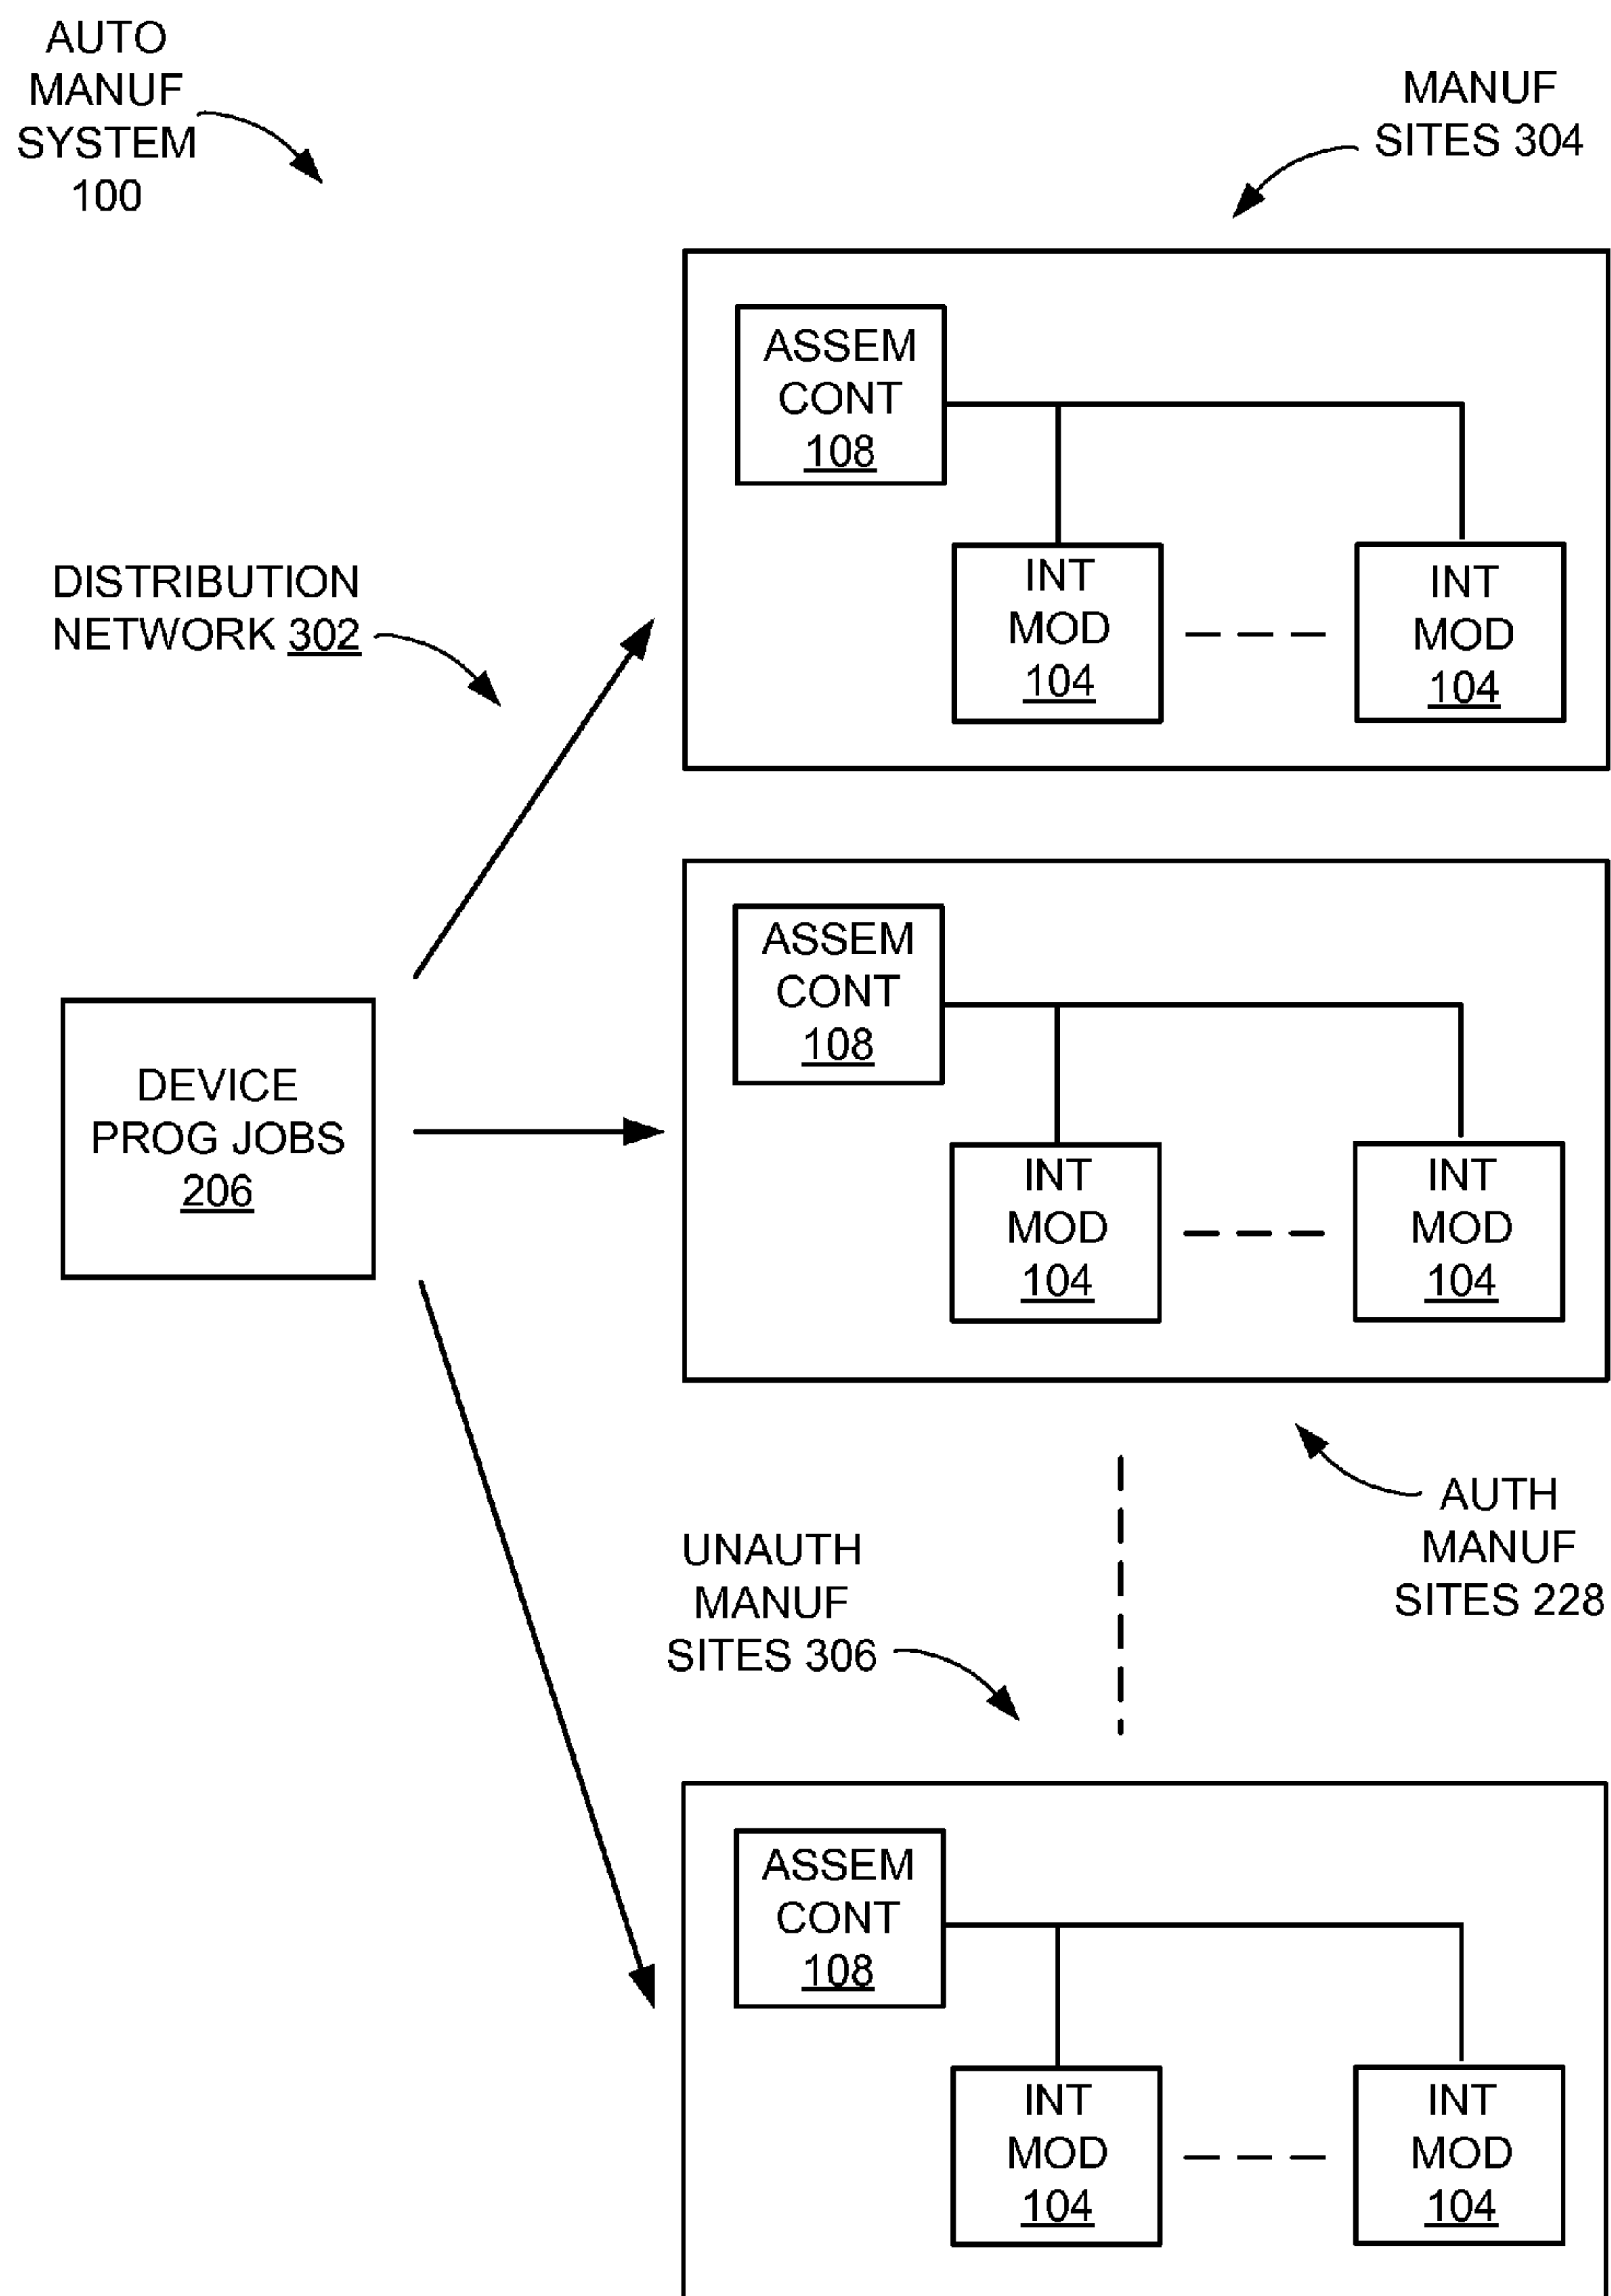 AUTO
MANUF
SYSTEM
100
MANUF
SITES 304
ASSEM
CONT
108
INT
MOD
104
INT
MOD
104
DISTRIBUTION
NETWORK 302
ASSEM
CONT
108
INT
MOD
104
INT
MOD
104
DEVICE
PROG JOBS
206
AUTH
MANUF
SITES 228
UNAUTH
MANUF
SITES 306
ASSEM
CONT
108
INT
MOD
104
INT
MOD
104